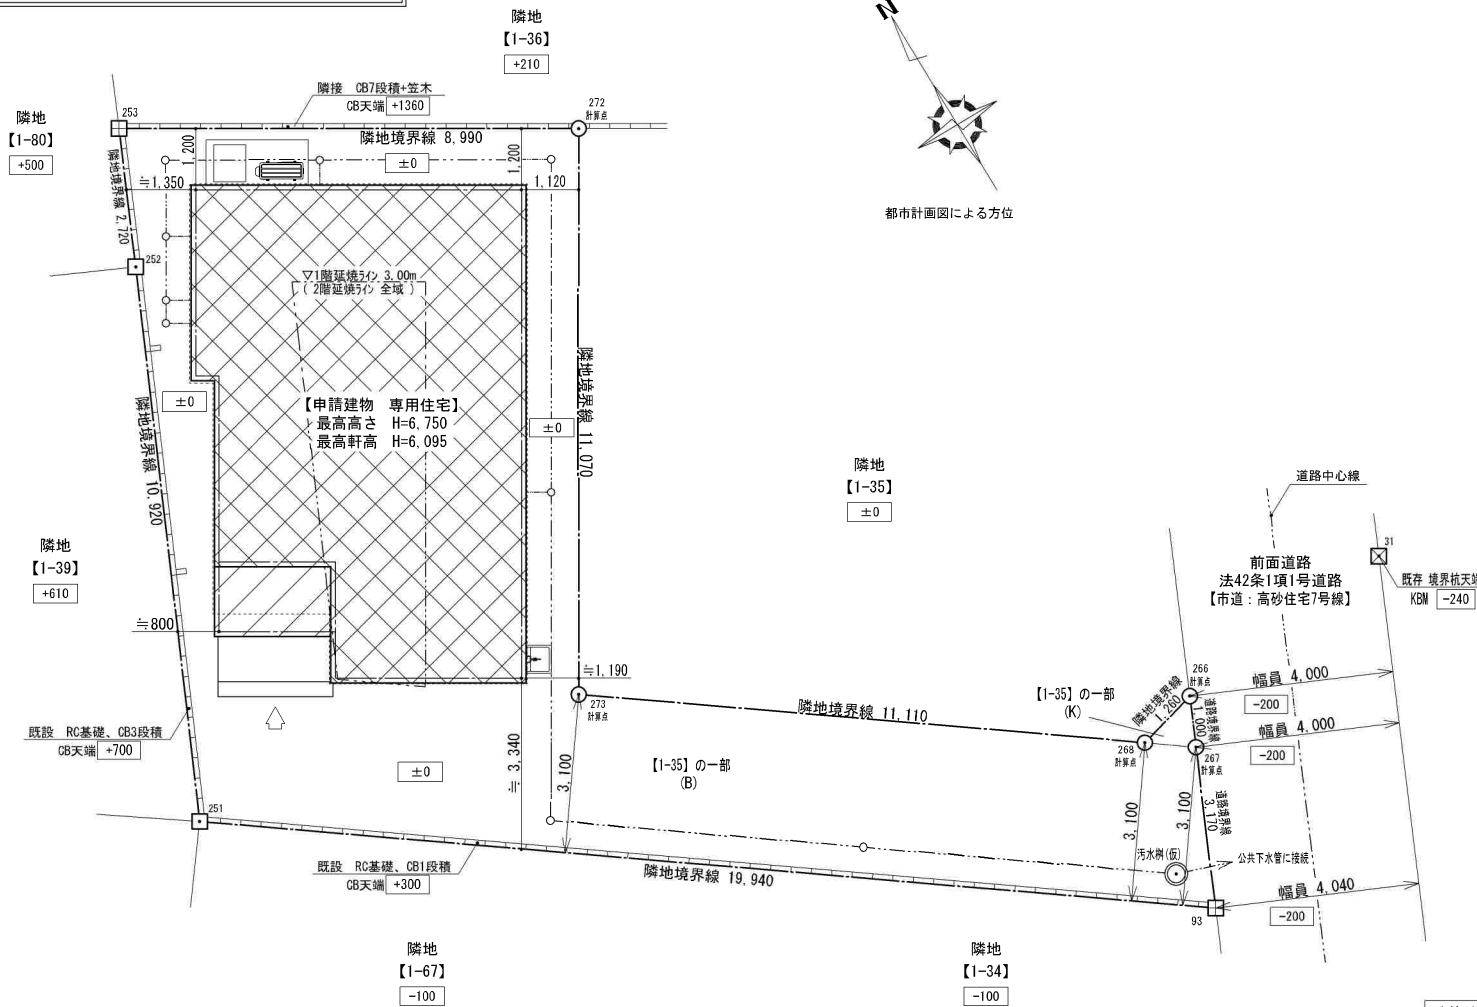 隣地
【1-36】
+210
N
都市計画図による方位
隣接　CB7段積+笠木
CB天端 +1360
253
272
計算点
隣地
【1-80】
+500
隣地境界線 8,990
1,200
1,200
±0
≒1,350
1,120
隣地境界線 2,720
252
▽1階延焼ライン 3.00m
( 2階延焼ライン 全域 )
隣地境界線 11,070
【申請建物　専用住宅】
最高高さ　H=6,750
最高軒高　H=6,095
±0
±0
隣地境界線 10,920
隣地
【1-35】
±0
道路中心線
31
前面道路
法42条1項1号道路
【市道：高砂住宅7号線】
既存 境界杭天端
KBM -240
隣地
【1-39】
+610
≒800
≒1,190
273
計算点
隣地境界線 11,110
【1-35】の一部
(K)
隣地境界線
1,260
266
計算点
幅員 4,000
-200
道路境界線
1,000
幅員 4,000
-200
268
計算点
267
計算点
既設　RC基礎、CB3段積
CB天端 +700
±0
≒ 3,340
3,100
【1-35】の一部
(B)
3,100
3,100
道路境界線
3,170
251
汚水桝(仮)
公共下水管に接続
既設　RC基礎、CB1段積
CB天端 +300
隣地境界線 19,940
幅員 4,040
-200
93
隣地
【1-67】
-100
隣地
【1-34】
-100